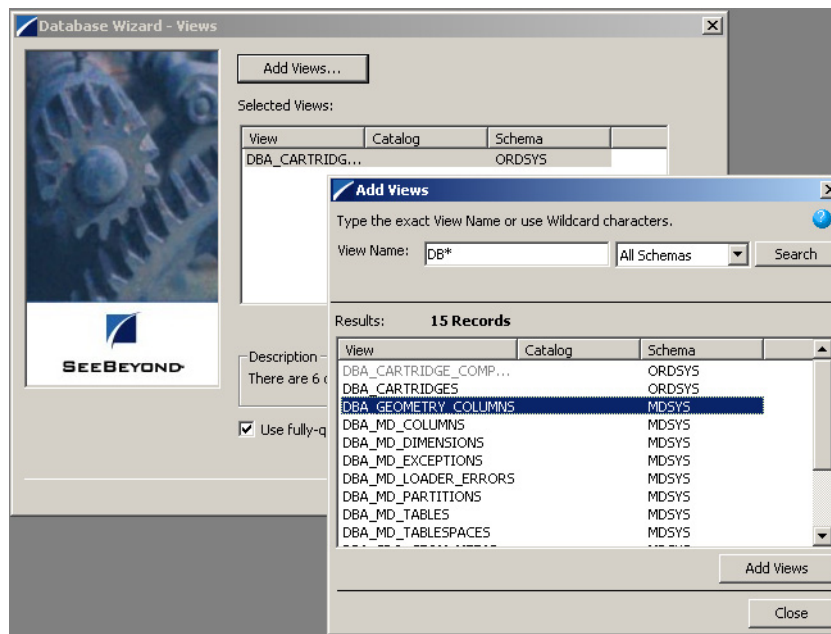 Database Wizard - Views
Add Views...
Selected Views:
View Catalog Schema
DBA_CARTRIDG... ORDSYS
SEEBEYOND
Description
There are 6
Use fully-q
Add Views
Type the exact View Name or use Wildcard characters.
View Name: DB* All Schemas Search
Results: 15 Records
View Catalog Schema
DBA_CARTRIDGE_COMP... ORDSYS
DBA_CARTRIDGES ORDSYS
DBA_GEOMETRY_COLUMNS MDSYS
DBA_MD_COLUMNS MDSYS
DBA_MD_DIMENSIONS MDSYS
DBA_MD_EXCEPTIONS MDSYS
DBA_MD_LOADER_ERRORS MDSYS
DBA_MD_PARTITIONS MDSYS
DBA_MD_TABLES MDSYS
DBA_MD_TABLESPACES MDSYS
Add Views
Close